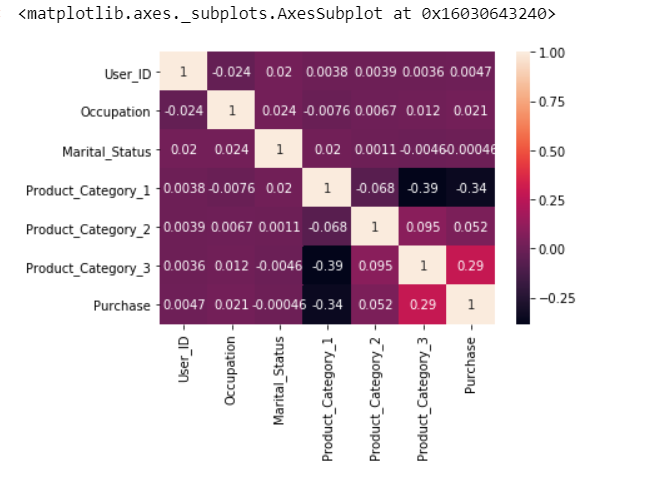 <matplotlib.axes._subplots.AxesSubplot at 0x16030643240>
User_ID 1 -0.024 0.02 0.0038 0.0039 0.0036 0.0047
Occupation -0.024 1 0.024 -0.0076 0.0067 0.012 0.021
Marital_Status 0.02 0.024 1 0.02 0.0011 -0.0046 -0.00046
Product_Category_1 0.0038 -0.0076 0.02 1 -0.068 -0.39 -0.34
Product_Category_2 0.0039 0.0067 0.0011 -0.068 1 0.095 0.052
Product_Category_3 0.0036 0.012 -0.0046 -0.39 0.095 1 0.29
Purchase 0.0047 0.021 -0.00046 -0.34 0.052 0.29 1
User_ID
Occupation
Marital_Status
Product_Category_1
Product_Category_2
Product_Category_3
Purchase
1.00
0.75
0.50
0.25
0.00
−0.25